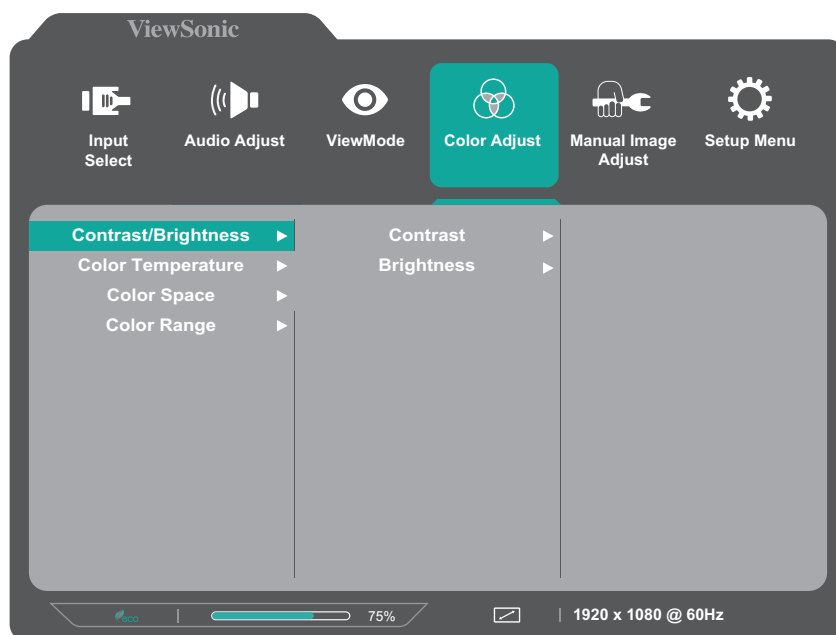 ViewSonic
Input
Select
Audio Adjust
ViewMode
Color Adjust
Manual Image
Adjust
Setup Menu
Contrast/Brightness
Color Temperature
Color Space
Color Range
Contrast
Brightness
eco
75%
1920 x 1080 @ 60Hz